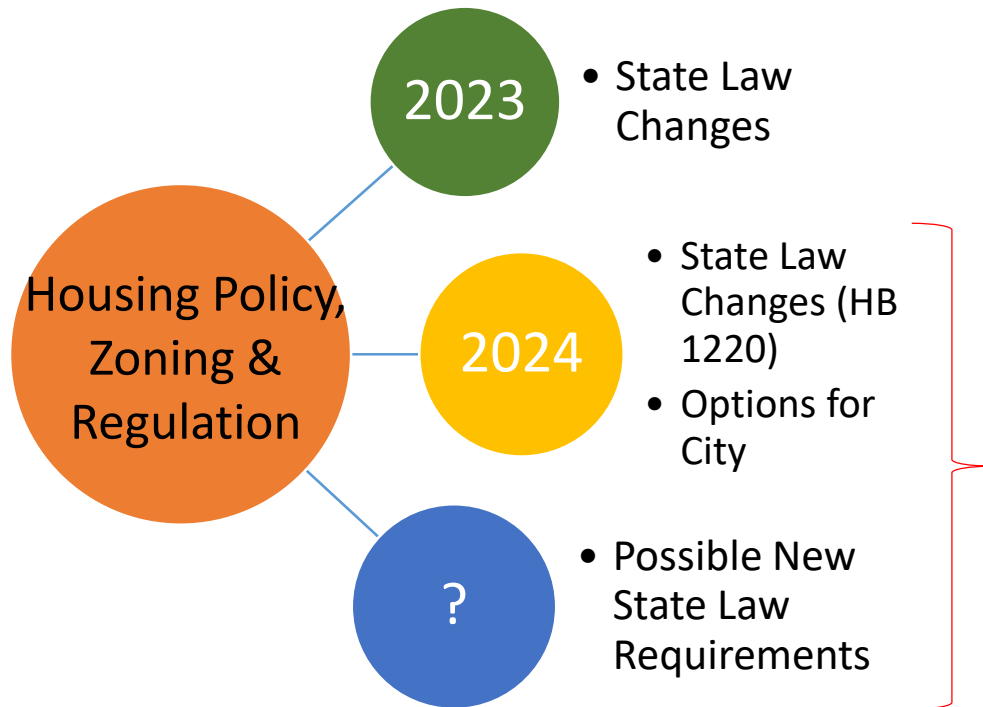 Housing Policy,
Zoning &
Regulation
2023
• State Law
Changes
2024
• State Law
Changes (HB
1220)
• Options for
City
?
• Possible New
State Law
Requirements